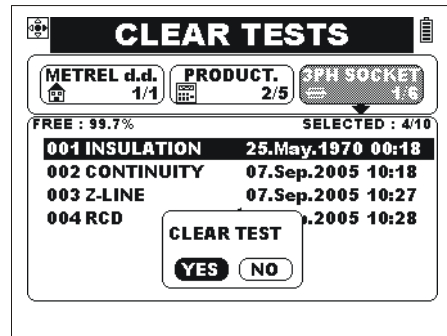 CLEAR TESTS
METREL d.d. PRODUCT. 3PH SOCKET
1/1 2/5 1/6
FREE : 99.7% SELECTED : 4/10
001 INSULATION 25.May.1970 00:18
002 CONTINUITY 07.Sep.2005 10:18
003 Z-LINE 07.Sep.2005 10:27
004 RCD .2005 10:28
CLEAR TEST
YES NO